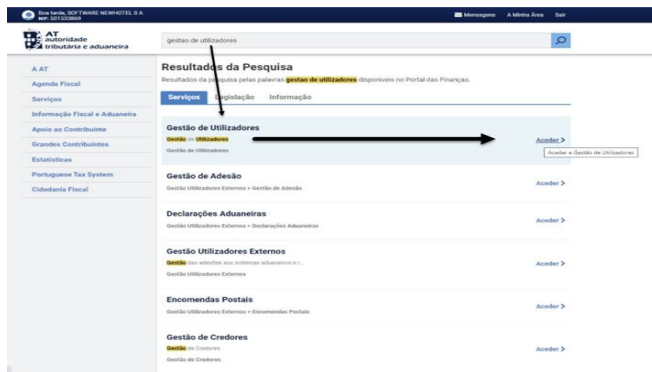 Boa tarde, SOFTWARE NEWHOTEL S A
NIF: 501533869
Mensagens A Minha Área Sair
AT
autoridade
tributária e aduaneira
gestao de utilizadores
A AT
Agenda Fiscal
Serviços
Informação Fiscal e Aduaneira
Apoio ao Contribuinte
Grandes Contribuintes
Estatísticas
Portuguese Tax System
Cidadania Fiscal
Resultados da Pesquisa
Resultados da pesquisa pelas palavras gestao de utilizadores disponíveis no Portal das Finanças.
Serviços Legislação Informação
Gestão de Utilizadores
Gestão de Utilizadores
Gestão de Utilizadores
Aceder >
Aceder a Gestão de Utilizadores
Gestão de Adesão
Gestão Utilizadores Externos > Gestão de Adesão
Aceder >
Declarações Aduaneiras
Gestão Utilizadores Externos > Declarações Aduaneiras
Aceder >
Gestão Utilizadores Externos
Gestão das adesões aos sistemas aduaneiros e r...
Gestão Utilizadores Externos
Aceder >
Encomendas Postais
Gestão Utilizadores Externos > Encomendas Postais
Aceder >
Gestão de Credores
Gestão de Credores
Gestão de Credores
Aceder >